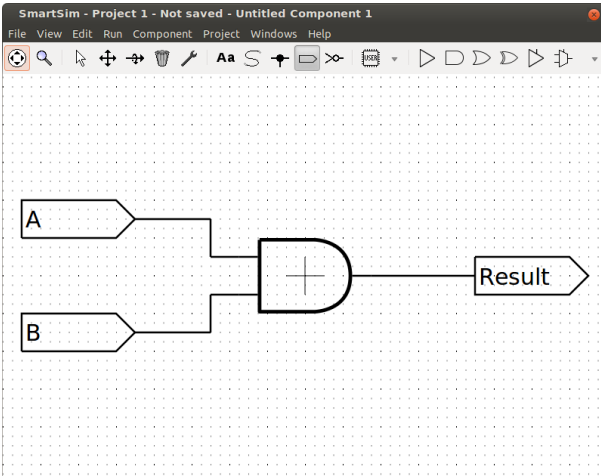 SmartSim - Project 1 - Not saved - Untitled Component 1
File View Edit Run Component Project Windows Help
Aa USER
A
Result
B